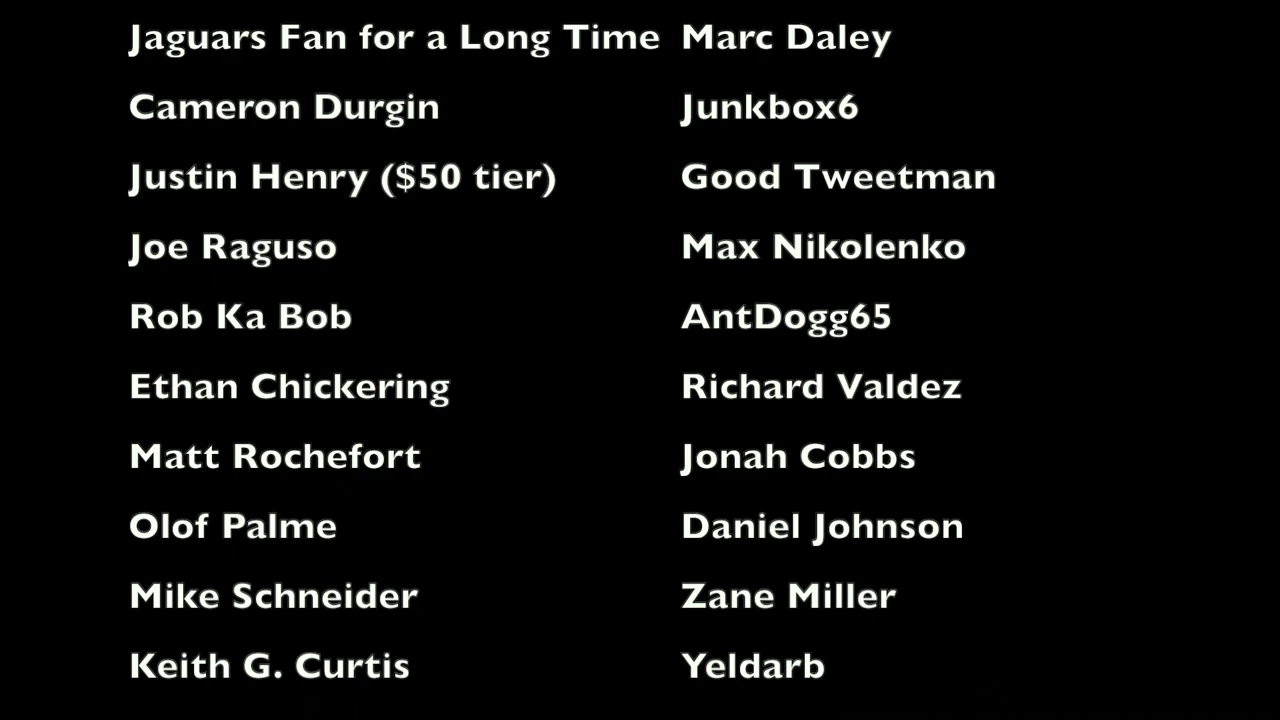 Jaguars Fan for a Long Time
Cameron Durgin
Justin Henry ($50 tier)
Joe Raguso
Rob Ka Bob
Ethan Chickering
Matt Rochefort
Olof Palme
Mike Schneider
Keith G. Curtis
Marc Daley
Junkbox6
Good Tweetman
Max Nikolenko
AntDogg65
Richard Valdez
Jonah Cobbs
Daniel Johnson
Zane Miller
Yeldarb